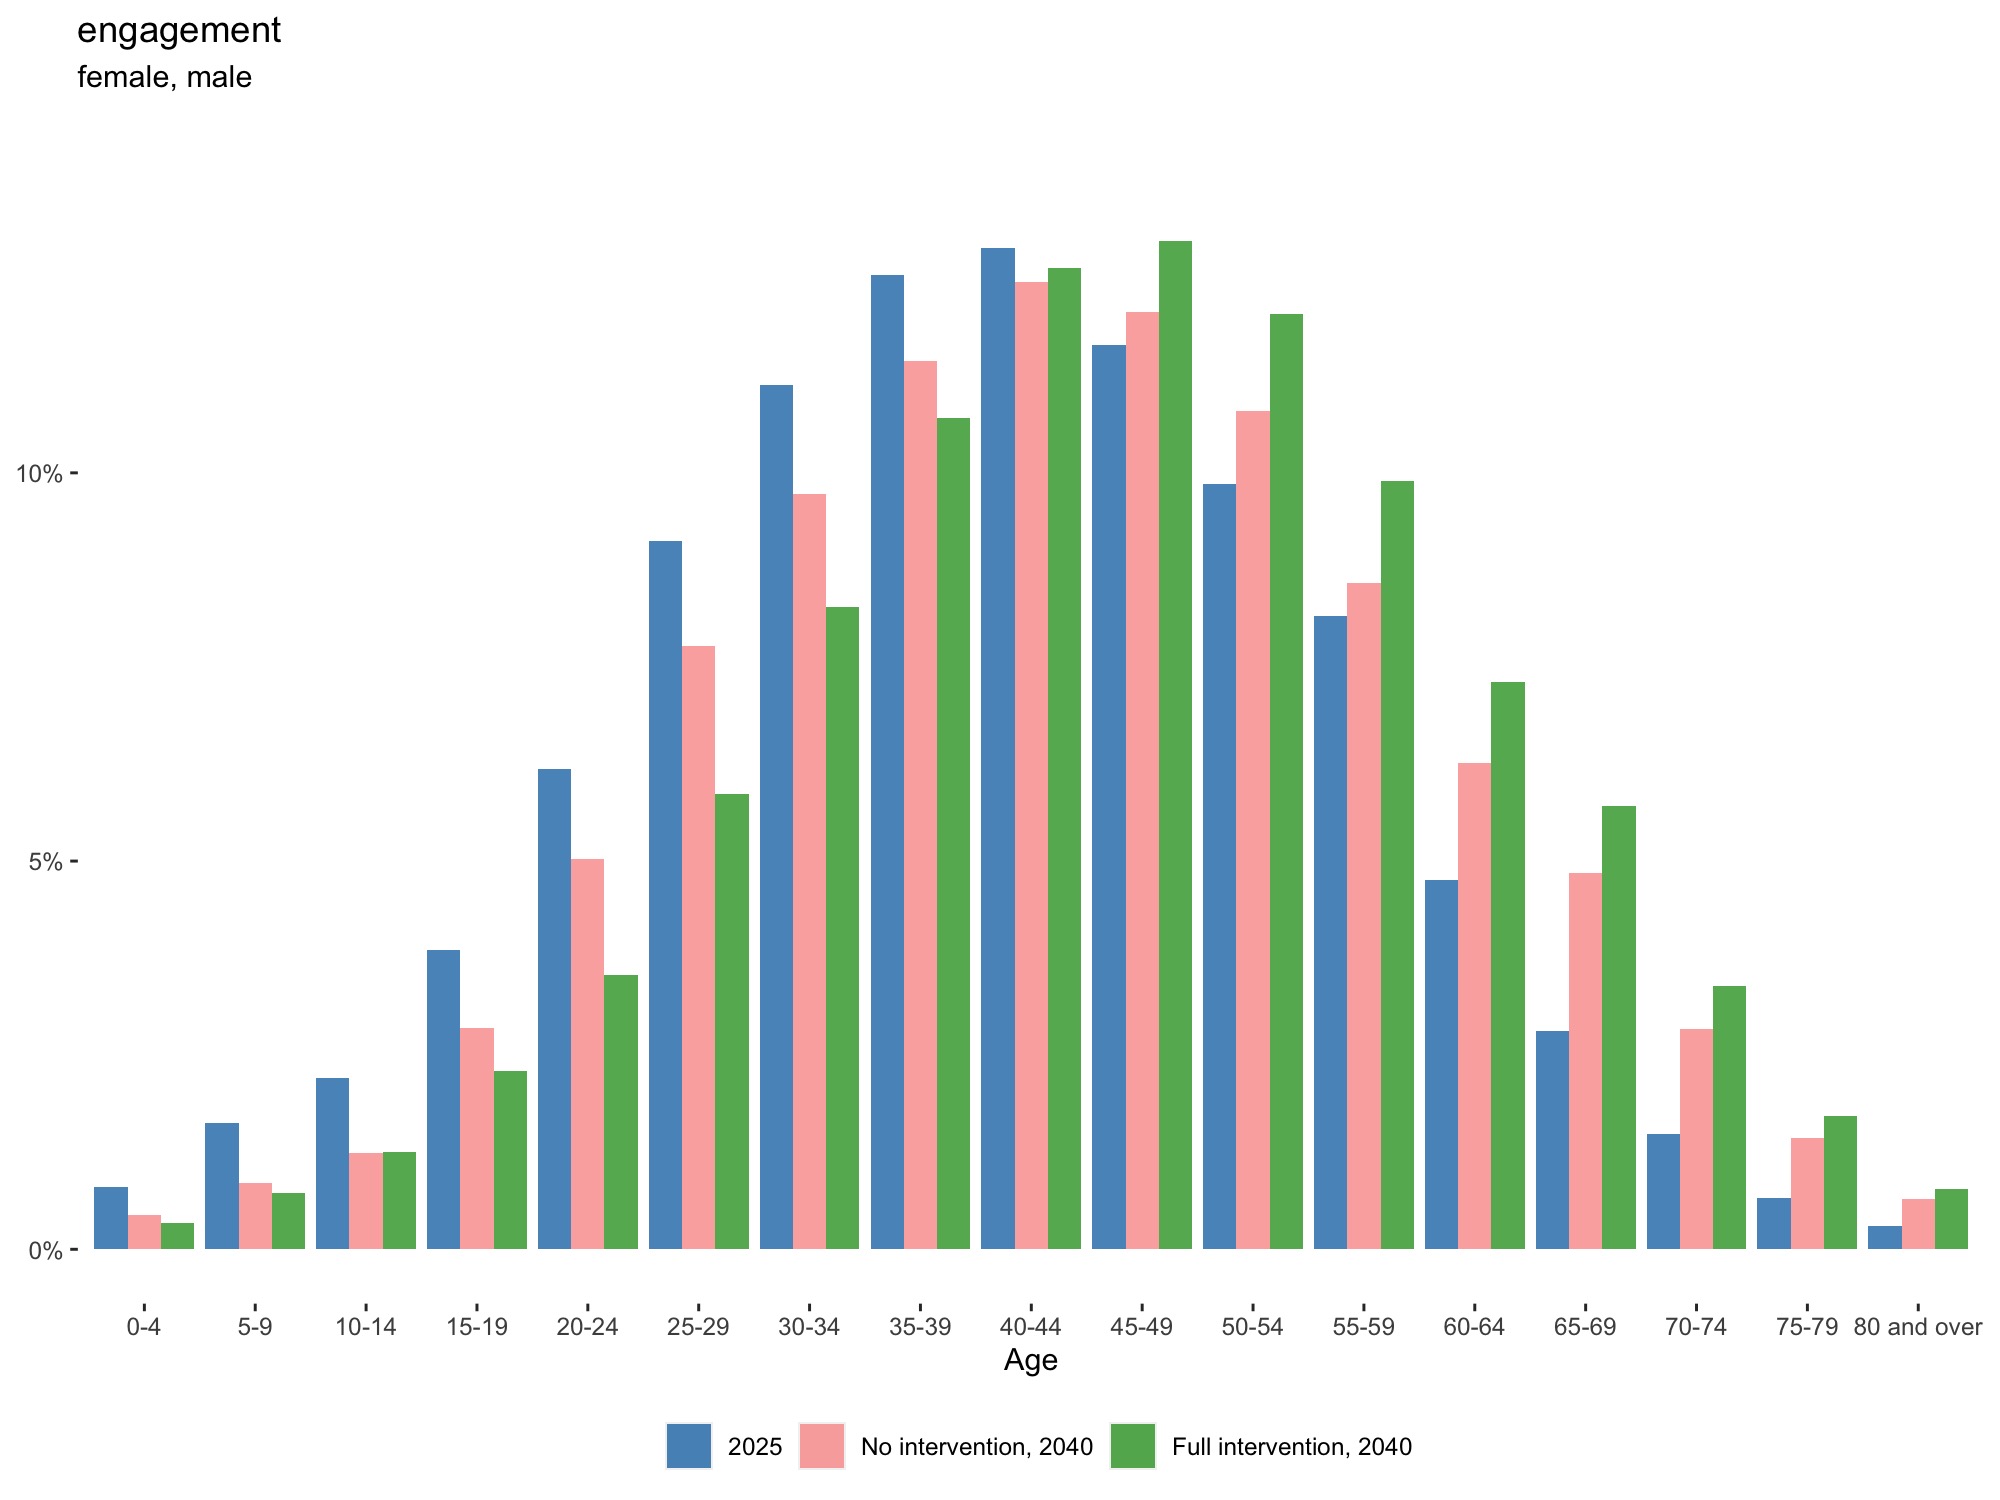 engagement
female, male
10%
5%
0%
0-4 5-9 10-14 15-19 20-24 25-29 30-34 35-39 40-44 45-49 50-54 55-59 60-64 65-69 70-74 75-79 80 and over
Age
2025 No intervention, 2040 Full intervention, 2040